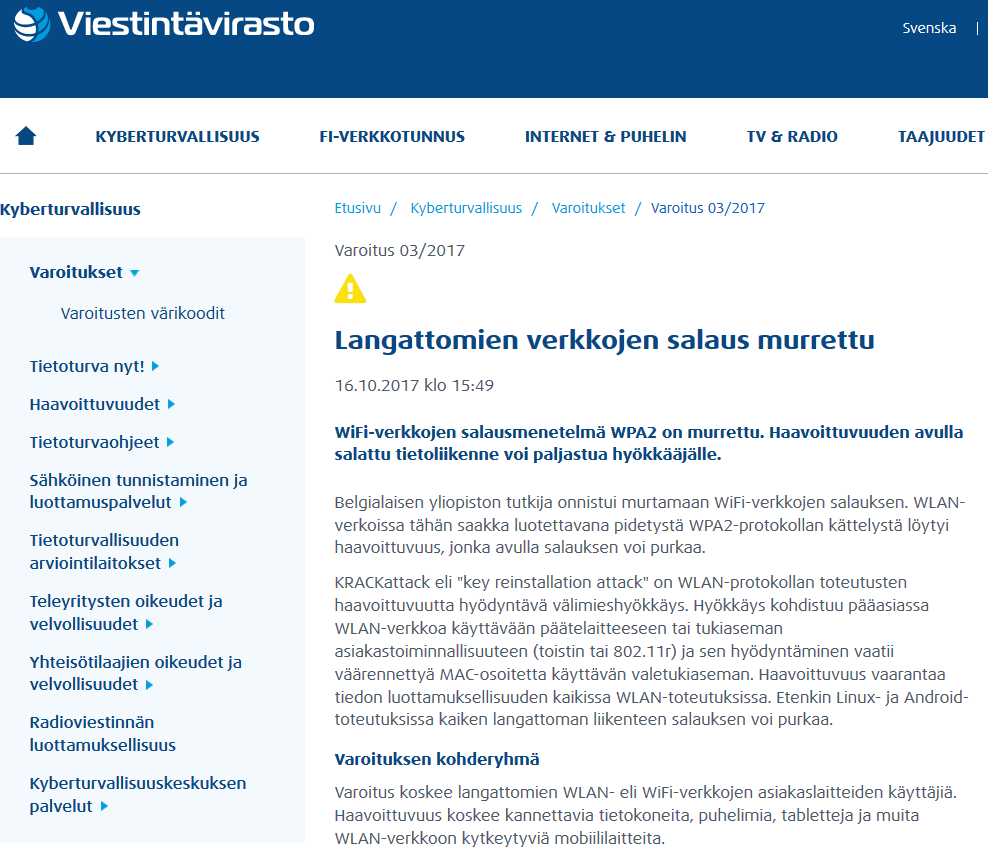 Viestintävirasto
Svenska |
KYBERTURVALLISUUS FI-VERKKOTUNNUS INTERNET & PUHELIN TV & RADIO TAAJUUDET
Kyberturvallisuus
Varoitukset
Varoitusten värikoodit
Tietoturva nyt!
Haavoittuvuudet
Tietoturvaohjeet
Sähköinen tunnistaminen ja
luottamuspalvelut
Tietoturvallisuuden
arviointilaitokset
Teleyritysten oikeudet ja
velvollisuudet
Yhteisötilaajien oikeudet ja
velvollisuudet
Radioviestinnän
luottamuksellisuus
Kyberturvallisuuskeskuksen
palvelut
Etusivu / Kyberturvallisuus / Varoitukset / Varoitus 03/2017
Varoitus 03/2017
Langattomien verkkojen salaus murrettu
16.10.2017 klo 15:49
WiFi-verkkojen salausmenetelmä WPA2 on murrettu. Haavoittuvuuden avulla
salattu tietoliikenne voi paljastua hyökkääjälle.
Belgialaisen yliopiston tutkija onnistui murtamaan WiFi-verkkojen salauksen. WLAN-
verkoissa tähän saakka luotettavana pidetystä WPA2-protokollan kättelystä löytyi
haavoittuvuus, jonka avulla salauksen voi purkaa.
KRACKattack eli "key reinstallation attack" on WLAN-protokollan toteutusten
haavoittuvuutta hyödyntävä välimieshyökkäys. Hyökkäys kohdistuu pääasiassa
WLAN-verkkoa käyttävään päätelaitteeseen tai tukiaseman
asiakastoiminnallisuuteen (toistin tai 802.11r) ja sen hyödyntäminen vaatii
väärennettyä MAC-osoitetta käyttävän valetukiaseman. Haavoittuvuus vaarantaa
tiedon luottamuksellisuuden kaikissa WLAN-toteutuksissa. Etenkin Linux- ja Android-
toteutuksissa kaiken langattoman liikenteen salauksen voi purkaa.
Varoituksen kohderyhmä
Varoitus koskee langattomien WLAN- eli WiFi-verkkojen asiakaslaitteiden käyttäjiä.
Haavoittuvuus koskee kannettavia tietokoneita, puhelimia, tabletteja ja muita
WLAN-verkkoon kytkeytyviä mobiililaitteita.